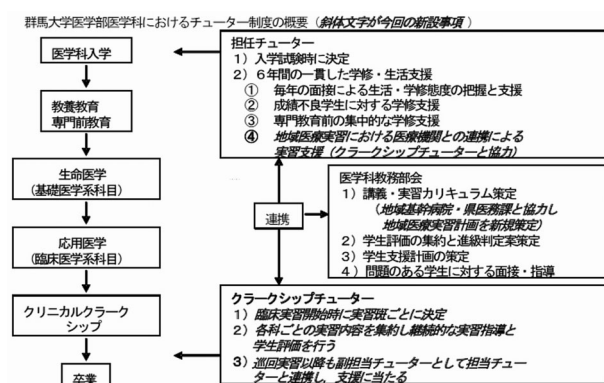 群馬大学医学部医学科におけるチューター制度の概要（斜体文字が今回の新設事項）
医学科入学
教養教育
専門前教育
生命医学
（基礎医学系科目）
応用医学
（臨床医学系科目）
クリニカルクラーク
シップ
卒業
担任チューター
１）入学試験時に決定
２）６年間の一貫した学修・生活支援
① 毎年の面接による生活・学修態度の把握と支援
② 成績不良学生に対する学修支援
③ 専門教育前の集中的な学修支援
④ 地域医療実習における医療機関との連携による
実習支援（クラークシップチューターと協力）
連携
医学科教務部会
１）講義・実習カリキュラム策定
（地域基幹病院・県医務課と協力し
地域医療実習計画を新規策定）
２）学生評価の集約と進級判定案策定
３）学生支援計画の策定
４）問題のある学生に対する面接・指導
クラークシップチューター
１）臨床実習開始時に実習班ごとに決定
２）各科ごとの実習内容を集約し継続的な実習指導と
学生評価を行う
３）巡回実習以降も副担当チューターとして担当チュー
ターと連携し、支援に当たる